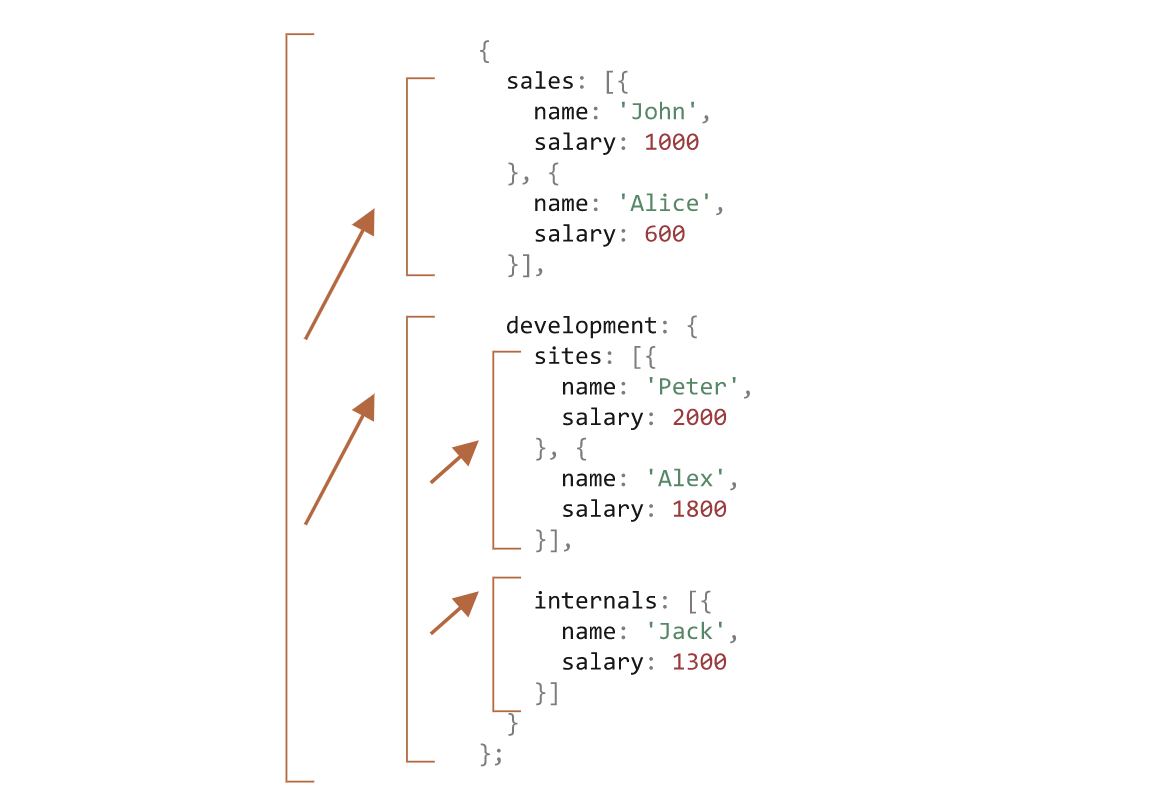 {
  sales: [{
    name: 'John',
    salary: 1000
  }, {
    name: 'Alice',
    salary: 600
  }],
  development: {
    sites: [{
      name: 'Peter',
      salary: 2000
    }, {
      name: 'Alex',
      salary: 1800
    }],
    internals: [{
      name: 'Jack',
      salary: 1300
    }]
  }
};